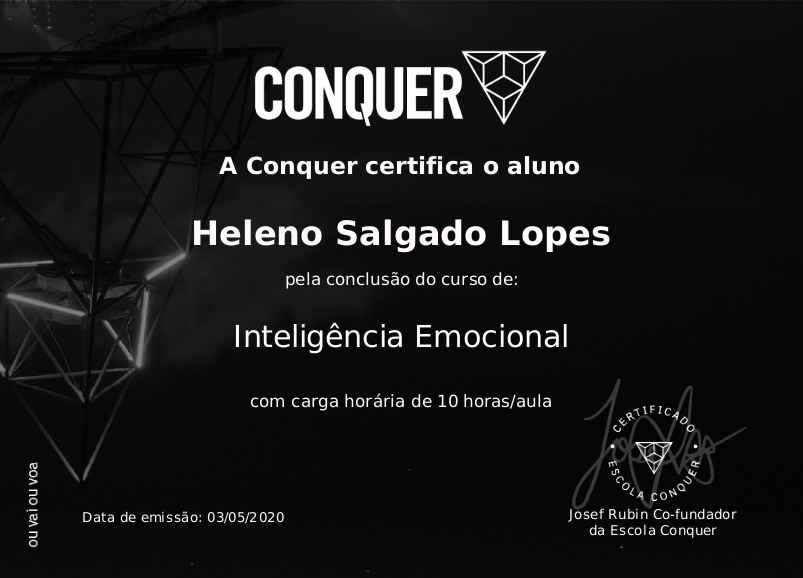 CONQUER
A Conquer certifica o aluno
Heleno Salgado Lopes
pela conclusão do curso de:
Inteligência Emocional
com carga horária de 10 horas/aula
CERTIFICADO
ESCOLA CONQUER
ou vai ou voa
Data de emissão: 03/05/2020
Josef Rubin Co-fundador
da Escola Conquer